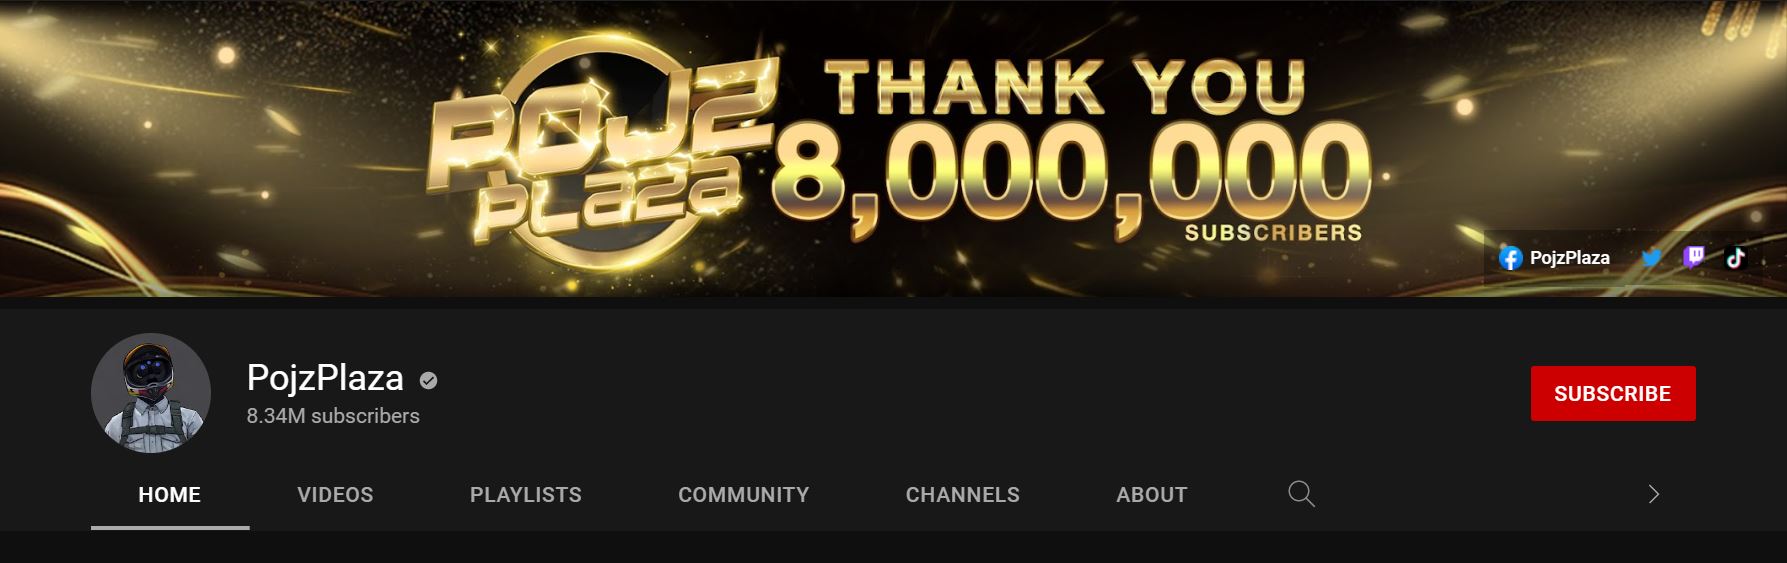 POJZ
PLaza
THANK YOU
8,000,000
SUBSCRIBERS
PojzPlaza
PojzPlaza
8.34M subscribers
SUBSCRIBE
HOME VIDEOS PLAYLISTS COMMUNITY CHANNELS ABOUT